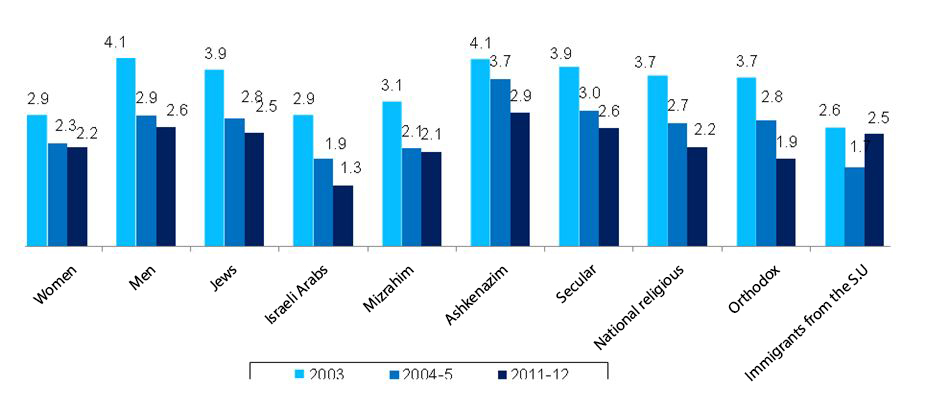 2.9 2.3 2.2
4.1 2.9 2.6
3.9 2.8 2.5
2.9 1.9 1.3
3.1 2.1 2.1
4.1 3.7 2.9
3.9 3.0 2.6
3.7 2.7 2.2
3.7 2.8 1.9
2.6 1.7 2.5
Women
Men
Jews
Israeli Arabs
Mizrahim
Ashkenazim
Secular
National religious
Orthodox
Immigrants from the S.U
2003 2004-5 2011-12